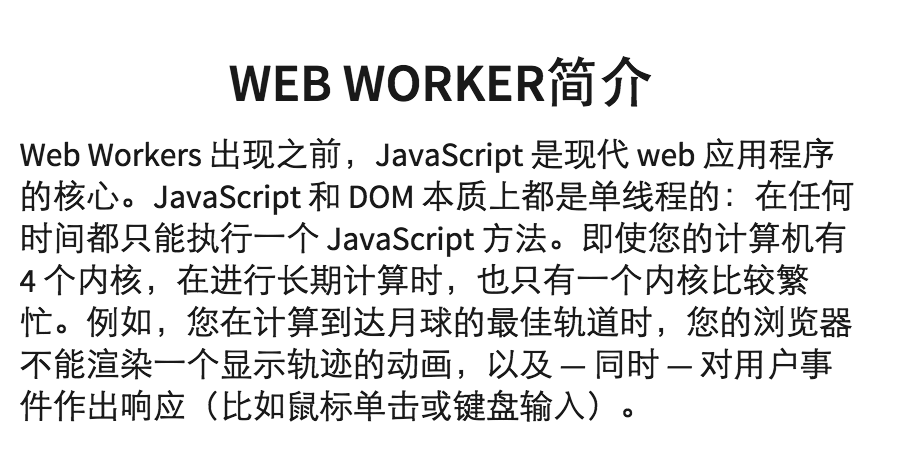 WEB WORKER简介
Web Workers 出现之前，JavaScript 是现代 web 应用程序
的核心。JavaScript 和 DOM 本质上都是单线程的：在任何
时间都只能执行一个 JavaScript 方法。即使您的计算机有
4 个内核，在进行长期计算时，也只有一个内核比较繁
忙。例如，您在计算到达月球的最佳轨道时，您的浏览器
不能渲染一个显示轨迹的动画，以及 — 同时 — 对用户事
件作出响应（比如鼠标单击或键盘输入）。